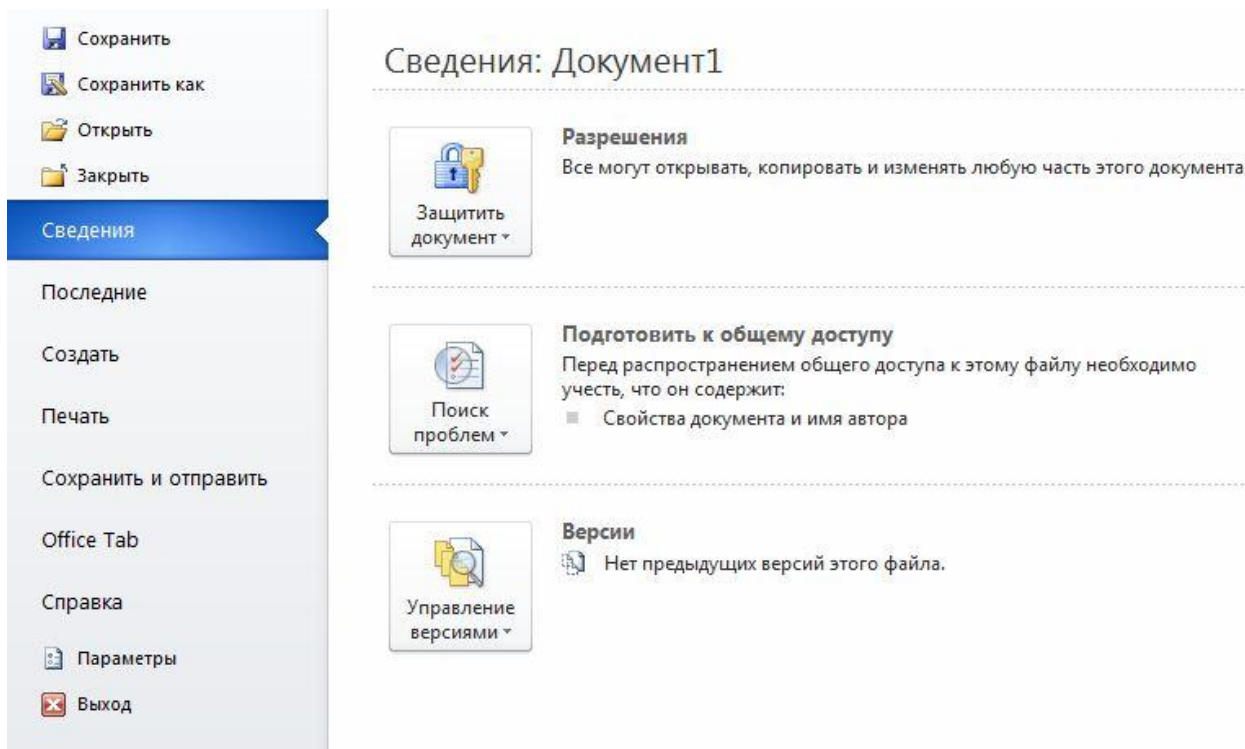 Сохранить
Сохранить как
Открыть
Закрыть
Сведения
Последние
Создать
Печать
Сохранить и отправить
Office Tab
Справка
Параметры
Выход
Сведения: Документ1
Защитить
документ
Разрешения
Все могут открывать, копировать и изменять любую часть этого документа
Поиск
проблем
Подготовить к общему доступу
Перед распространением общего доступа к этому файлу необходимо
учесть, что он содержит:
Свойства документа и имя автора
Управление
версиями
Версии
Нет предыдущих версий этого файла.